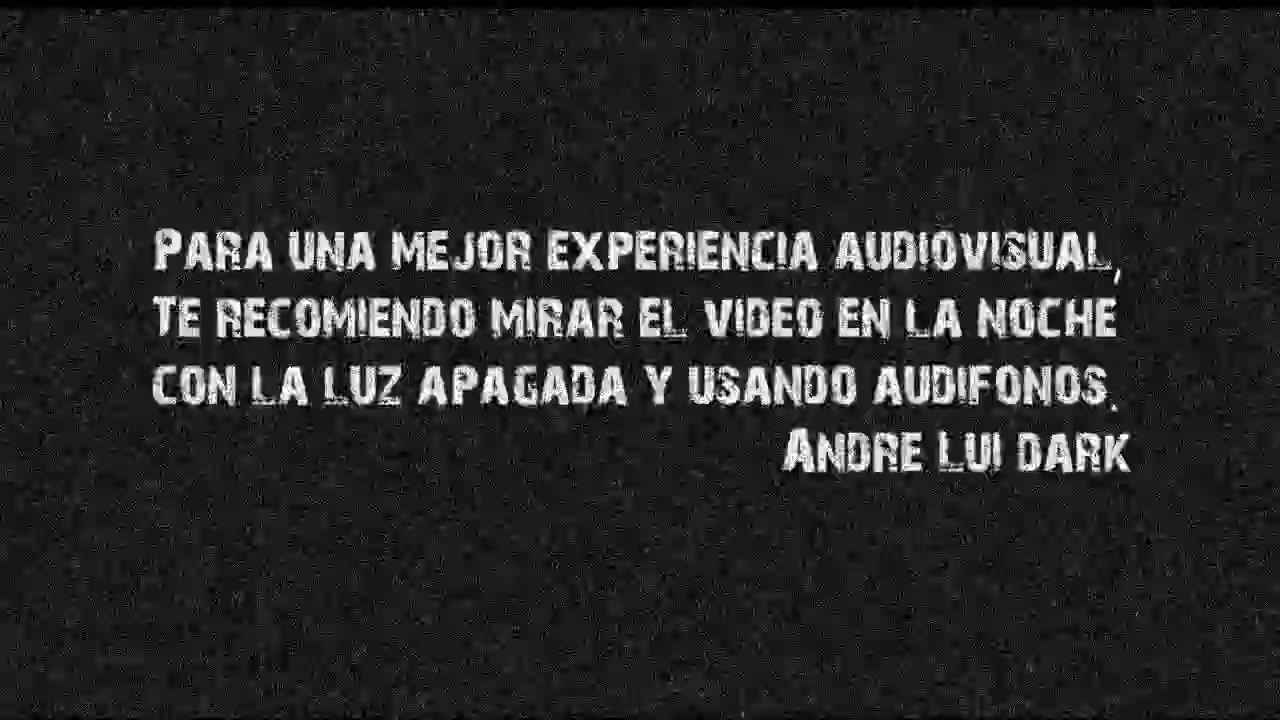 Para una mejor experiencia audiovisual,
te recomiendo mirar el video en la noche
con la luz apagada y usando audifonos.
Andre Lui dark